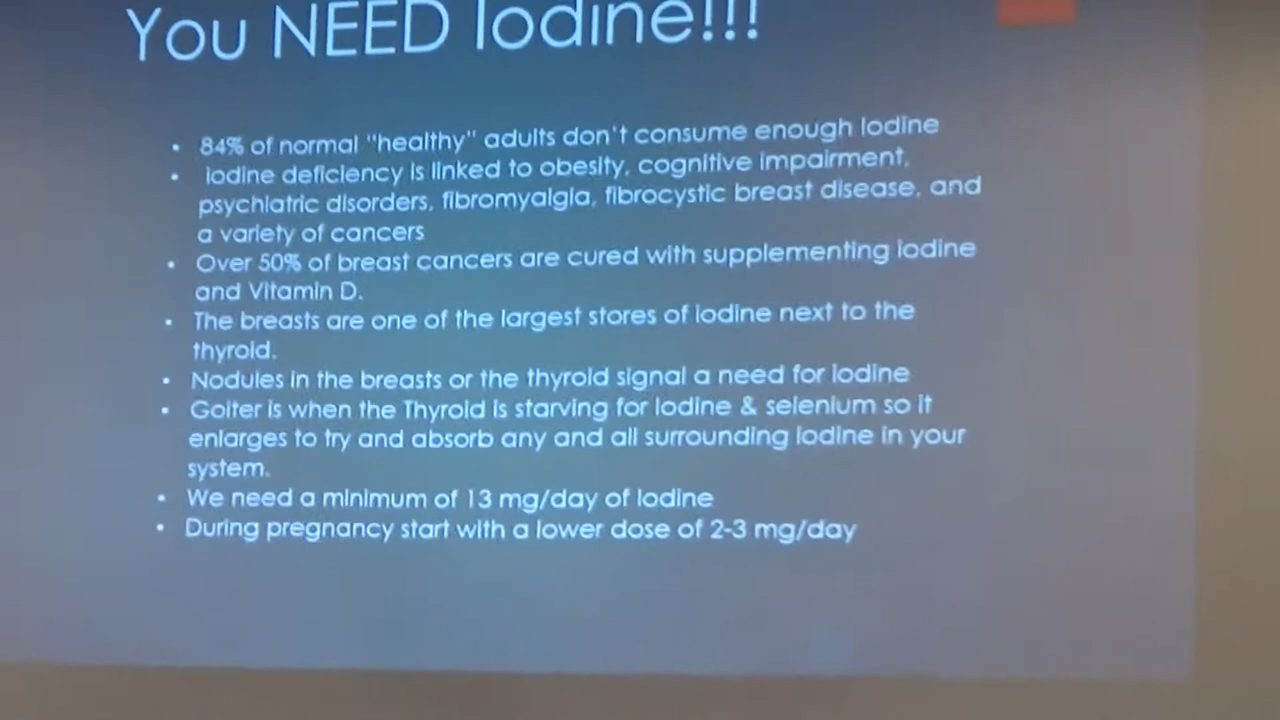 You NEED Iodine!!!
• 84% of normal "healthy" adults don't consume enough Iodine
• Iodine deficiency is linked to obesity, cognitive impairment,
psychiatric disorders, fibromyalgia, fibrocystic breast disease, and
a variety of cancers
• Over 50% of breast cancers are cured with supplementing Iodine
and Vitamin D.
• The breasts are one of the largest stores of Iodine next to the
thyroid.
• Nodules in the breasts or the thyroid signal a need for Iodine
• Goiter is when the Thyroid is starving for Iodine & selenium so it
enlarges to try and absorb any and all surrounding Iodine in your
system.
• We need a minimum of 13 mg/day of Iodine
• During pregnancy start with a lower dose of 2-3 mg/day